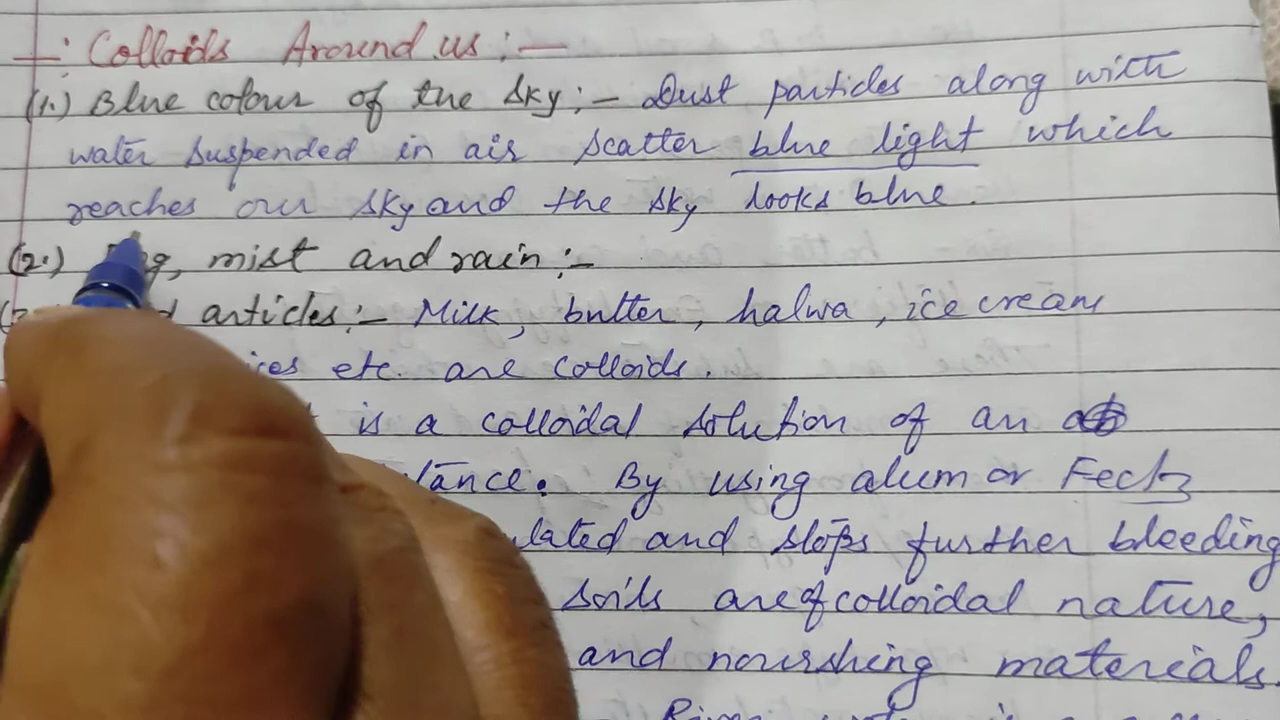 -: Colloids Around us :-
(1.) Blue colour of the sky :- Dust particles along with
water suspended in air scatter blue light which
reaches our sky and the sky looks blue.
(2.) mist and rain :-
articles :- Milk, butter, halwa, ice cream
etc. are colloids.
is a colloidal solution of an
By using alum or FeCl3
and stops further bleeding
soils are of colloidal nature,
and nourshing materials.